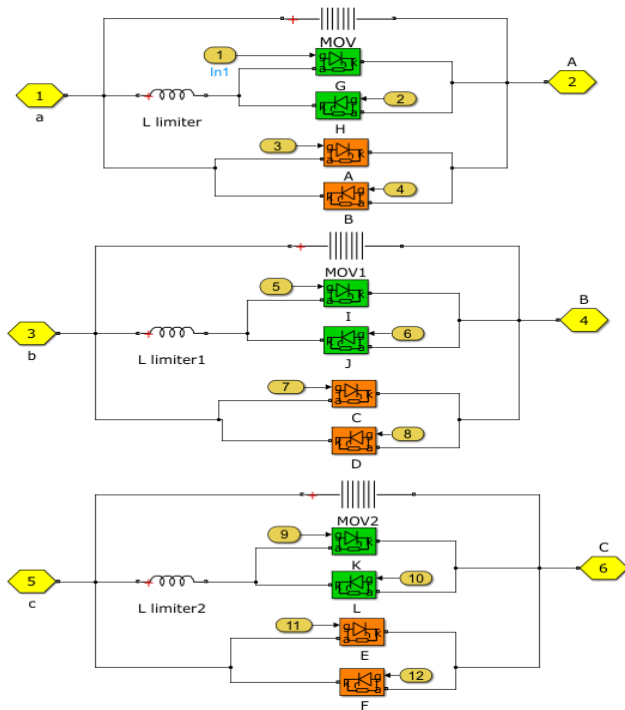 MOV
A
1
g
k
a
In1
1
2
a
L limiter
G
k
g
a
2
H
3
g
k
a
A
k
g
a
4
B
MOV1
5
g
k
a
B
I
3
4
b
L limiter1
k
g
a
6
J
7
g
k
a
C
k
g
a
8
D
MOV2
9
g
k
a
C
K
5
6
c
L limiter2
k
g
a
10
L
11
g
k
a
E
k
g
a
12
F